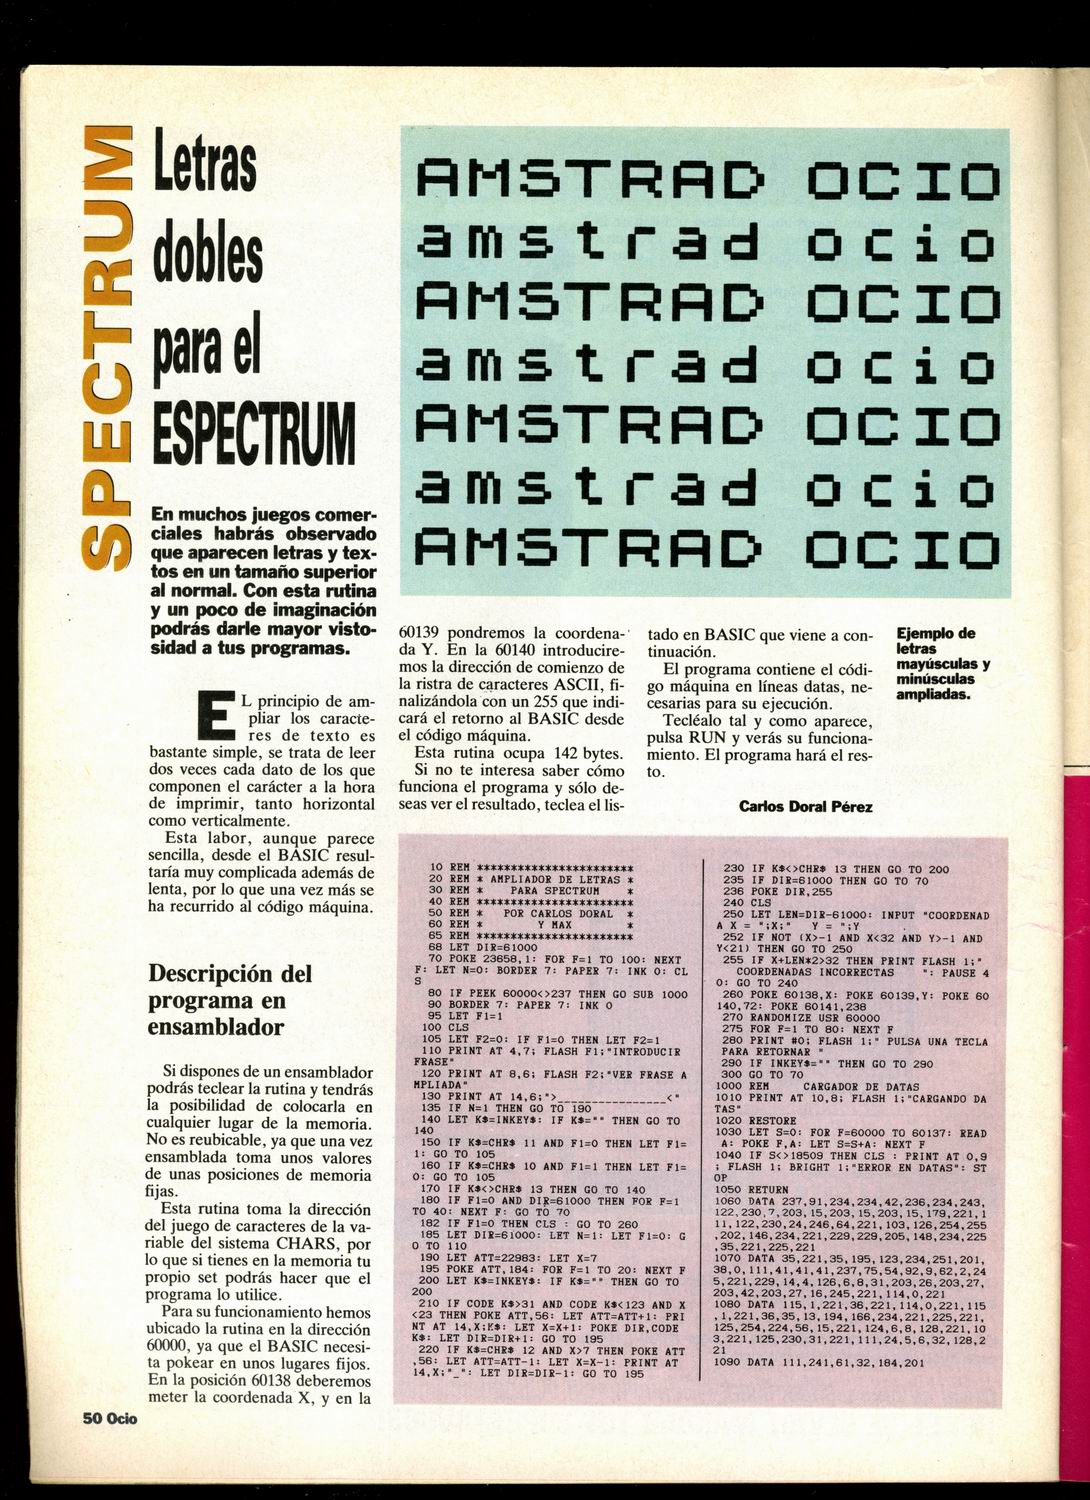 SPECTRUM
Letras
dobles
para el
ESPECTRUM
En muchos juegos comer-
ciales habrás observado
que aparecen letras y tex-
tos en un tamaño superior
al normal. Con esta rutina
y un poco de imaginación
podrás darle mayor visto-
sidad a tus programas.
EL principio de am-
pliar los caracte-
res de texto es
bastante simple, se trata de leer
dos veces cada dato de los que
componen el carácter a la hora
de imprimir, tanto horizontal
como verticalmente.
Esta labor, aunque parece
sencilla, desde el BASIC resul-
taría muy complicada además de
lenta, por lo que una vez más se
ha recurrido al código máquina.
Descripción del
programa en
ensamblador
Si dispones de un ensamblador
podrás teclear la rutina y tendrás
la posibilidad de colocarla en
cualquier lugar de la memoria.
No es reubicable, ya que una vez
ensamblada toma unos valores
de unas posiciones de memoria
fijas.
Esta rutina toma la dirección
del juego de caracteres de la va-
riable del sistema CHARS, por
lo que si tienes en la memoria tu
propio set podrás hacer que el
programa lo utilice.
Para su funcionamiento hemos
ubicado la rutina en la dirección
60000, ya que el BASIC necesi-
ta pokear en unos lugares fijos.
En la posición 60138 deberemos
meter la coordenada X, y en la
AMSTRAD OCIO
amstrad ocio
AMSTRAD OCIO
amstrad ocio
AMSTRAD OCIO
amstrad ocio
AMSTRAD OCIO
60139 pondremos la coordena-
da Y. En la 60140 introducire-
mos la dirección de comienzo de
la ristra de caracteres ASCII, fi-
nalizándola con un 255 que indi-
cará el retorno al BASIC desde
el código máquina.
Esta rutina ocupa 142 bytes.
Si no te interesa saber cómo
funciona el programa y sólo de-
seas ver el resultado, teclea el lis-
tado en BASIC que viene a con-
tinuación.
El programa contiene el códi-
go máquina en líneas datas, ne-
cesarias para su ejecución.
Tecléalo tal y como aparece,
pulsa RUN y verás su funciona-
miento. El programa hará el res-
to.
Carlos Doral Pérez
Ejemplo de
letras
mayúsculas y
minúsculas
ampliadas.
10 REM ***********************
20 REM * AMPLIADOR DE LETRAS *
30 REM * PARA SPECTRUM *
40 REM ***********************
50 REM * POR CARLOS DORAL *
60 REM * Y MAX *
65 REM ***********************
68 LET DIR=61000
70 POKE 23658,1: FOR F=1 TO 100: NEXT
F: LET N=0: BORDER 7: PAPER 7: INK 0: CL
S
80 IF PEEK 60000<>237 THEN GO SUB 1000
90 BORDER 7: PAPER 7: INK 0
95 LET F1=1
100 CLS
105 LET F2=0: IF F1=0 THEN LET F2=1
110 PRINT AT 4,7; FLASH F1;"INTRODUCIR
FRASE"
120 PRINT AT 8,6; FLASH F2;"VER FRASE A
MPLIADA"
130 PRINT AT 14,6;">________________<"
135 IF N=1 THEN GO TO 190
140 LET K$=INKEY$: IF K$="" THEN GO TO
140
150 IF K$=CHR$ 11 AND F1=0 THEN LET F1=
1: GO TO 105
160 IF K$=CHR$ 10 AND F1=1 THEN LET F1=
0: GO TO 105
170 IF K$<>CHR$ 13 THEN GO TO 140
180 IF F1=0 AND DIR=61000 THEN FOR F=1
TO 40: NEXT F: GO TO 70
182 IF F1=0 THEN CLS : GO TO 260
185 LET DIR=61000: LET N=1: LET F1=0: G
O TO 110
190 LET ATT=22983: LET X=7
195 POKE ATT,184: FOR F=1 TO 20: NEXT F
200 LET K$=INKEY$: IF K$="" THEN GO TO
200
210 IF CODE K$>31 AND CODE K$<123 AND X
<23 THEN POKE ATT,56: LET ATT=ATT+1: PRI
NT AT 14,X;K$: LET X=X+1: POKE DIR,CODE
K$: LET DIR=DIR+1: GO TO 195
220 IF K$=CHR$ 12 AND X>7 THEN POKE ATT
,56: LET ATT=ATT-1: LET X=X-1: PRINT AT
14,X;"_": LET DIR=DIR-1: GO TO 195
230 IF K$<>CHR$ 13 THEN GO TO 200
235 IF DIR=61000 THEN GO TO 70
236 POKE DIR,255
240 CLS
250 LET LEN=DIR-61000: INPUT "COORDENAD
A X = ";X;" Y = ";Y
252 IF NOT (X>-1 AND X<32 AND Y>-1 AND
Y<21) THEN GO TO 250
255 IF X+LEN*2>32 THEN PRINT FLASH 1;"
COORDENADAS INCORRECTAS ": PAUSE 4
0: GO TO 240
260 POKE 60138,X: POKE 60139,Y: POKE 60
140,72: POKE 60141,238
270 RANDOMIZE USR 60000
275 FOR F=1 TO 80: NEXT F
280 PRINT #0; FLASH 1;" PULSA UNA TECLA
PARA RETORNAR "
290 IF INKEY$="" THEN GO TO 290
300 GO TO 70
1000 REM CARGADOR DE DATAS
1010 PRINT AT 10,8; FLASH 1;"CARGANDO DA
TAS"
1020 RESTORE
1030 LET S=0: FOR F=60000 TO 60137: READ
A: POKE F,A: LET S=S+A: NEXT F
1040 IF S<>18509 THEN CLS : PRINT AT 0,9
; FLASH 1; BRIGHT 1;"ERROR EN DATAS": ST
OP
1050 RETURN
1060 DATA 237,91,234,234,42,236,234,243,
122,230,7,203,15,203,15,203,15,179,221,1
11,122,230,24,246,64,221,103,126,254,255
,202,146,234,221,229,229,205,148,234,225
,35,221,225,221
1070 DATA 35,221,35,195,123,234,251,201,
38,0,111,41,41,41,237,75,54,92,9,62,2,24
5,221,229,14,4,126,6,8,31,203,26,203,27,
203,42,203,27,16,245,221,114,0,221
1080 DATA 115,1,221,36,221,114,0,221,115
,1,221,36,35,13,194,166,234,221,225,221,
125,254,224,56,15,221,124,6,8,128,221,10
3,221,125,230,31,221,111,24,5,6,32,128,2
21
1090 DATA 111,241,61,32,184,201
50 Ocio